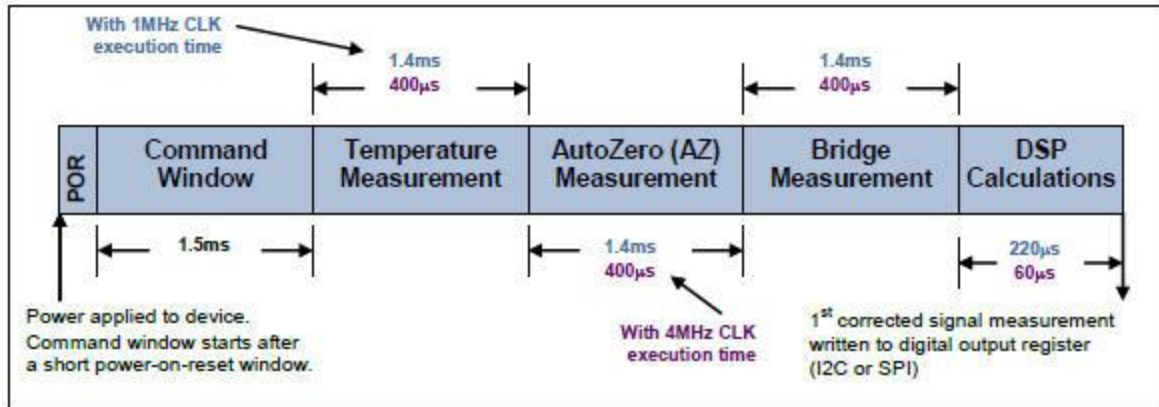 With 1MHz CLK
execution time
1.4ms
400µs
1.4ms
400µs
POR
Command
Window
Temperature
Measurement
AutoZero (AZ)
Measurement
Bridge
Measurement
DSP
Calculations
1.5ms
1.4ms
400µs
220µs
60µs
Power applied to device.
Command window starts after
a short power-on-reset window.
With 4MHz CLK
execution time
1st corrected signal measurement
written to digital output register
(I2C or SPI)